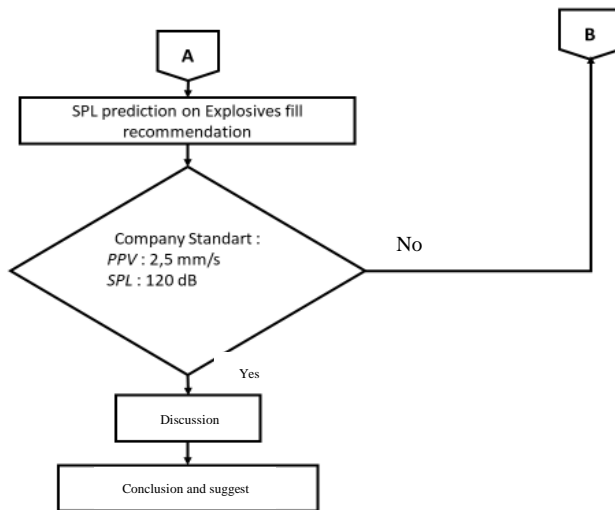 A
B
SPL prediction on Explosives fill
recommendation
Company Standart :
PPV : 2,5 mm/s
SPL : 120 dB
No
Yes
Discussion
Conclusion and suggest